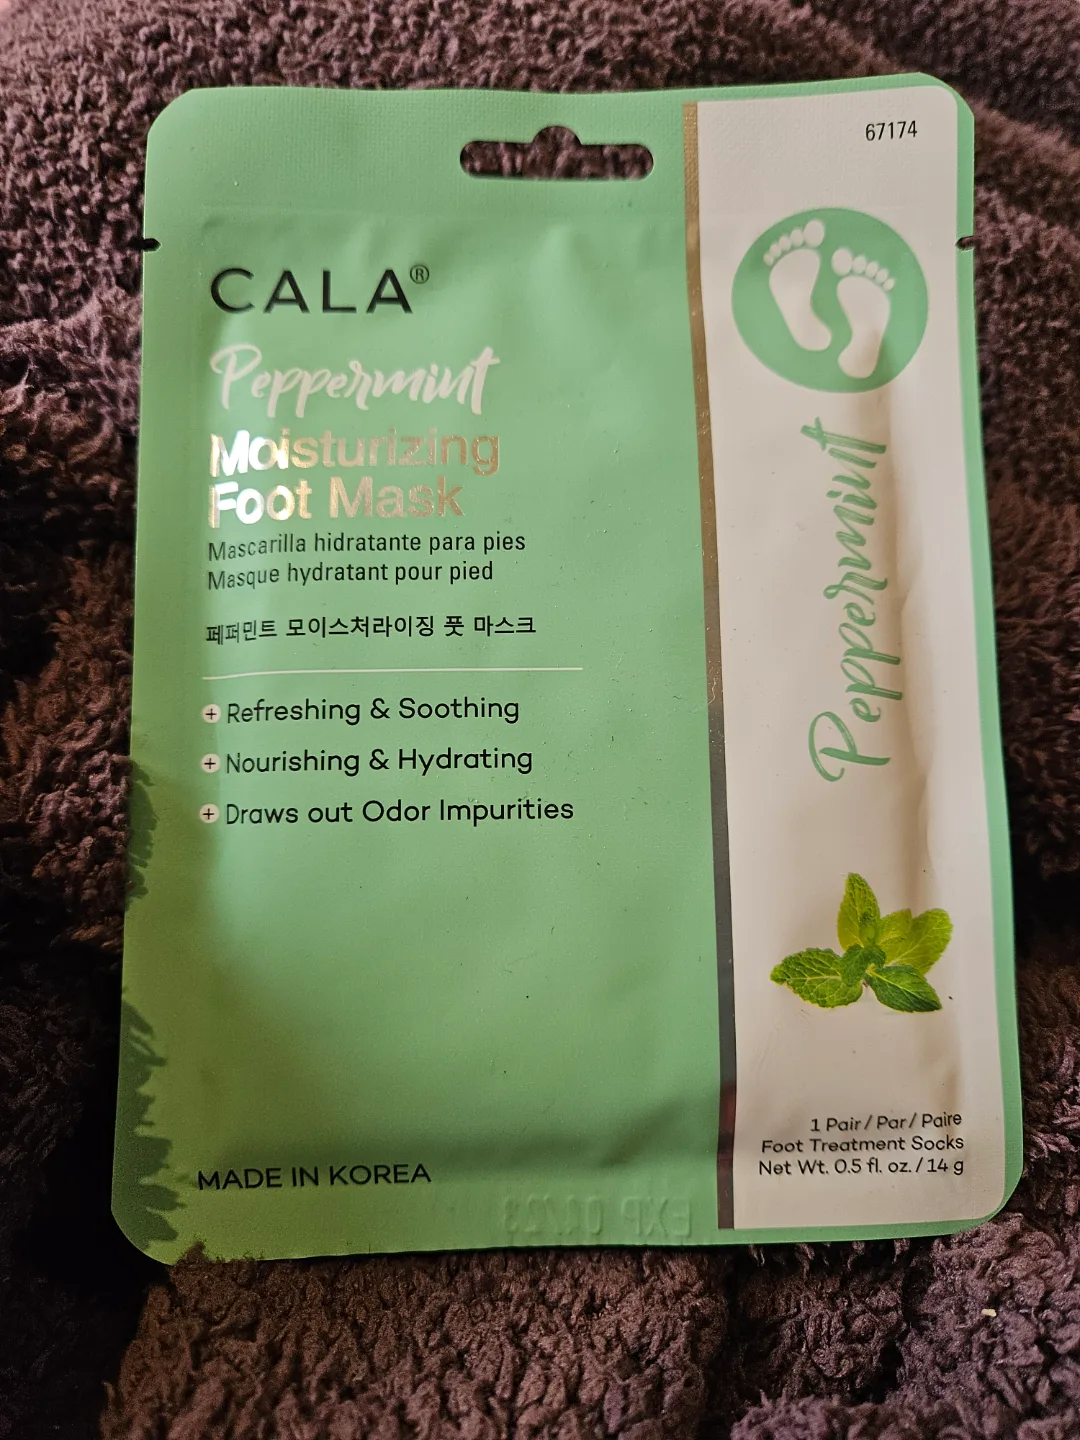 67174
CALA®
Peppermint
Moisturizing
Foot Mask
Mascarilla hidratante para pies
Masque hydratant pour pied
페퍼민트 모이스처라이징 풋 마스크
+ Refreshing & Soothing
+ Nourishing & Hydrating
+ Draws out Odor Impurities
MADE IN KOREA
Peppermint
1 Pair / Par / Paire
Foot Treatment Socks
Net Wt. 0.5 fl. oz. / 14 g
EXP